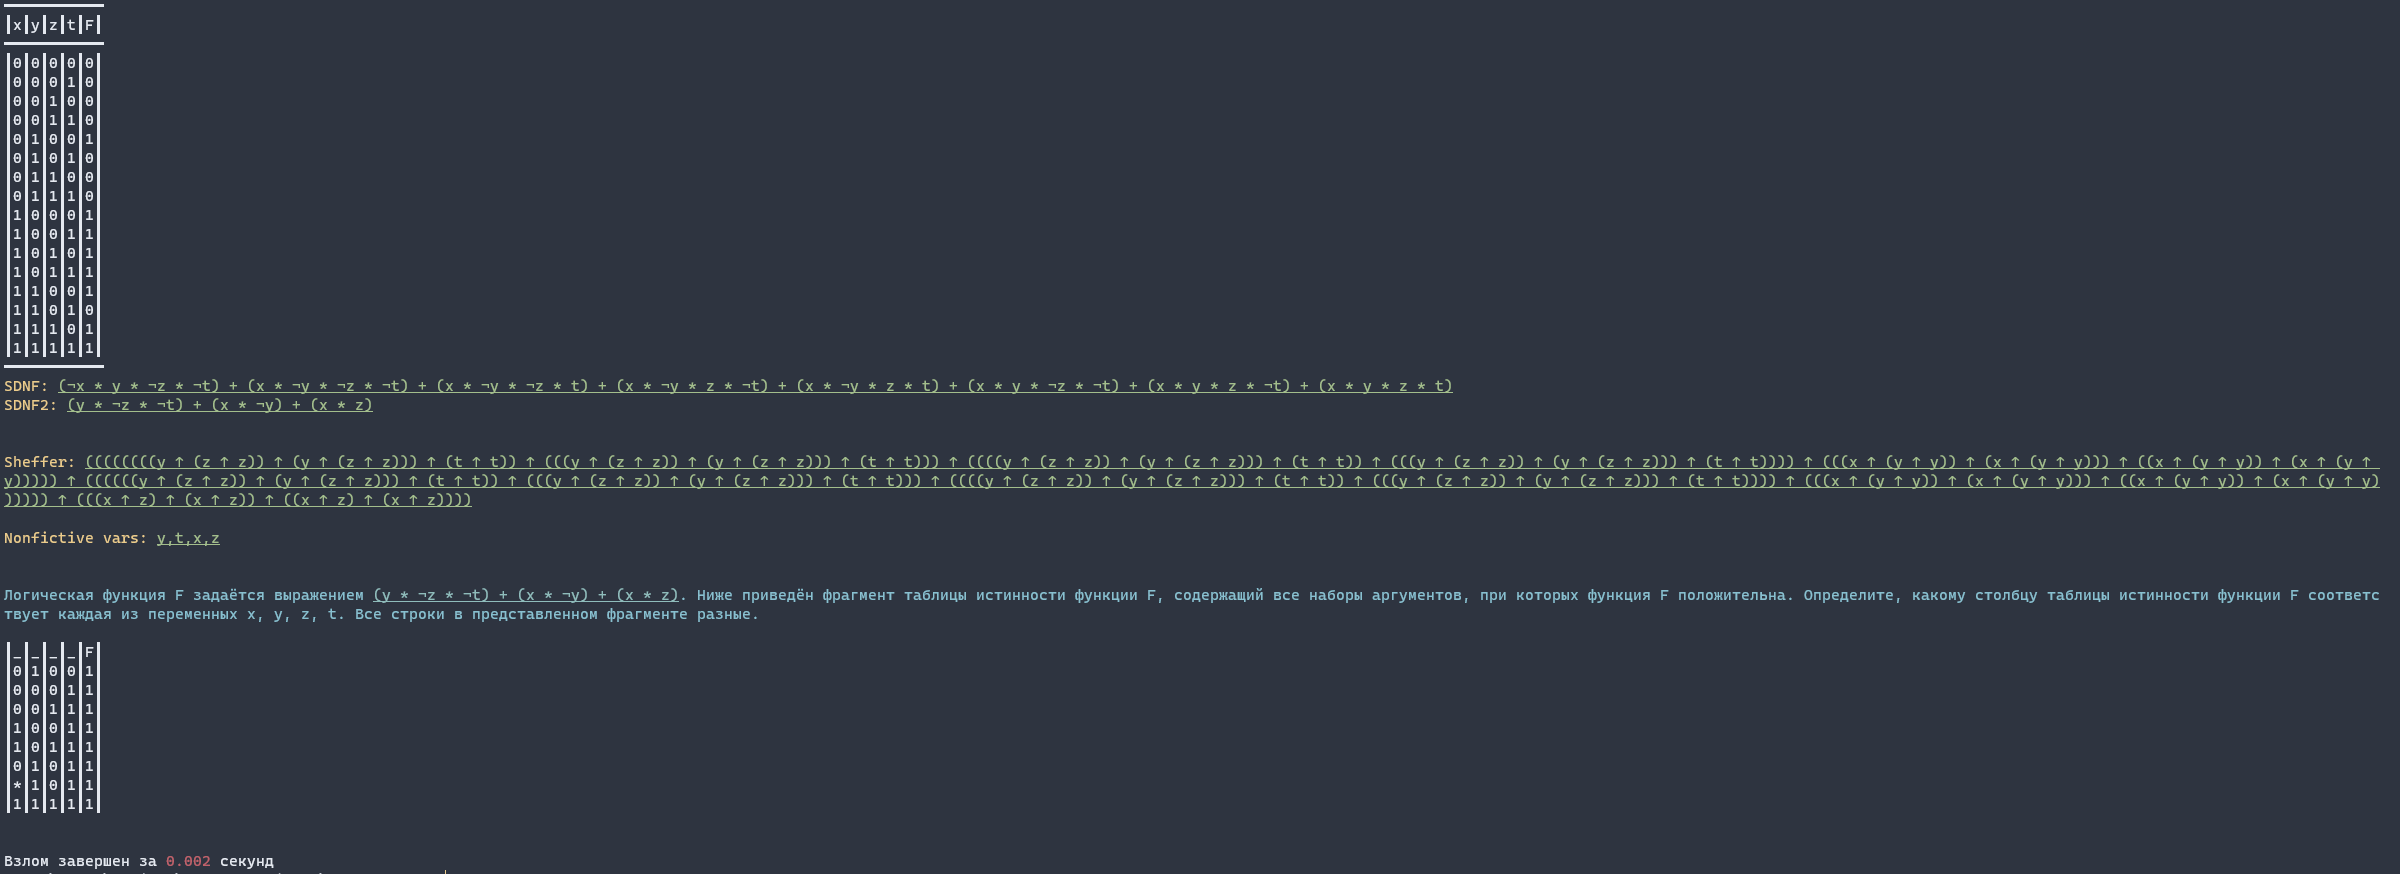 |x|y|z|t|F|
|0|0|0|0|0|
|0|0|0|1|0|
|0|0|1|0|0|
|0|0|1|1|0|
|0|1|0|0|1|
|0|1|0|1|0|
|0|1|1|0|0|
|0|1|1|1|0|
|1|0|0|0|1|
|1|0|0|1|1|
|1|0|1|0|1|
|1|0|1|1|1|
|1|1|0|0|1|
|1|1|0|1|0|
|1|1|1|0|1|
|1|1|1|1|1|
SDNF: (¬x * y * ¬z * ¬t) + (x * ¬y * ¬z * ¬t) + (x * ¬y * ¬z * t) + (x * ¬y * z * ¬t) + (x * ¬y * z * t) + (x * y * ¬z * ¬t) + (x * y * z * ¬t) + (x * y * z * t)
SDNF2: (y * ¬z * ¬t) + (x * ¬y) + (x * z)
Sheffer: ((((((((y ↑ (z ↑ z)) ↑ (y ↑ (z ↑ z))) ↑ (t ↑ t)) ↑ (((y ↑ (z ↑ z)) ↑ (y ↑ (z ↑ z))) ↑ (t ↑ t))) ↑ ((((y ↑ (z ↑ z)) ↑ (y ↑ (z ↑ z))) ↑ (t ↑ t)) ↑ (((y ↑ (z ↑ z)) ↑ (y ↑ (z ↑ z))) ↑ (t ↑ t)))) ↑ (((x ↑ (y ↑ y)) ↑ (x ↑ (y ↑ y))) ↑ ((x ↑ (y ↑ y)) ↑ (x ↑ (y ↑
y))))) ↑ ((((((y ↑ (z ↑ z)) ↑ (y ↑ (z ↑ z))) ↑ (t ↑ t)) ↑ (((y ↑ (z ↑ z)) ↑ (y ↑ (z ↑ z))) ↑ (t ↑ t))) ↑ ((((y ↑ (z ↑ z)) ↑ (y ↑ (z ↑ z))) ↑ (t ↑ t)) ↑ (((y ↑ (z ↑ z)) ↑ (y ↑ (z ↑ z))) ↑ (t ↑ t)))) ↑ (((x ↑ (y ↑ y)) ↑ (x ↑ (y ↑ y))) ↑ ((x ↑ (y ↑ y)) ↑ (x ↑ (y ↑ y)
))))) ↑ (((x ↑ z) ↑ (x ↑ z)) ↑ ((x ↑ z) ↑ (x ↑ z))))
Nonfictive vars: y,t,x,z
Логическая функция F задаётся выражением (y * ¬z * ¬t) + (x * ¬y) + (x * z). Ниже приведён фрагмент таблицы истинности функции F, содержащий все наборы аргументов, при которых функция F положительна. Определите, какому столбцу таблицы истинности функции F соответс
твует каждая из переменных x, y, z, t. Все строки в представленном фрагменте разные.
|_|_|_|_|F|
|0|1|0|0|1|
|0|0|0|1|1|
|0|0|1|1|1|
|1|0|0|1|1|
|1|0|1|1|1|
|0|1|0|1|1|
|*|1|0|1|1|
|1|1|1|1|1|
Взлом завершен за 0.002 секунд